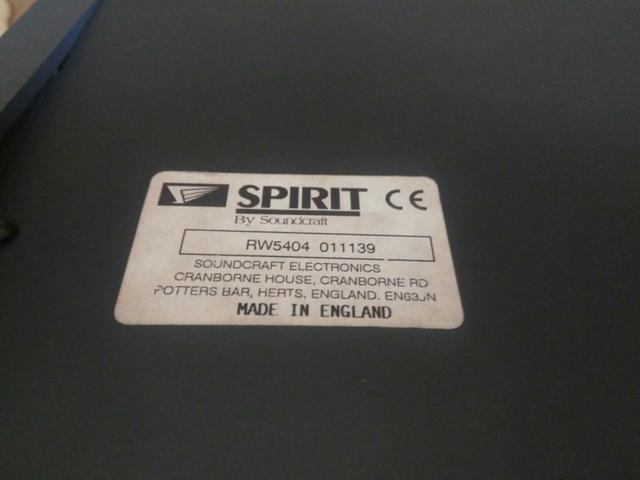 SPIRIT CE
By Soundcraft
RW5404 011139
SOUNDCRAFT ELECTRONICS
CRANBORNE HOUSE, CRANBORNE RD
POTTERS BAR, HERTS, ENGLAND. EN63JN
MADE IN ENGLAND